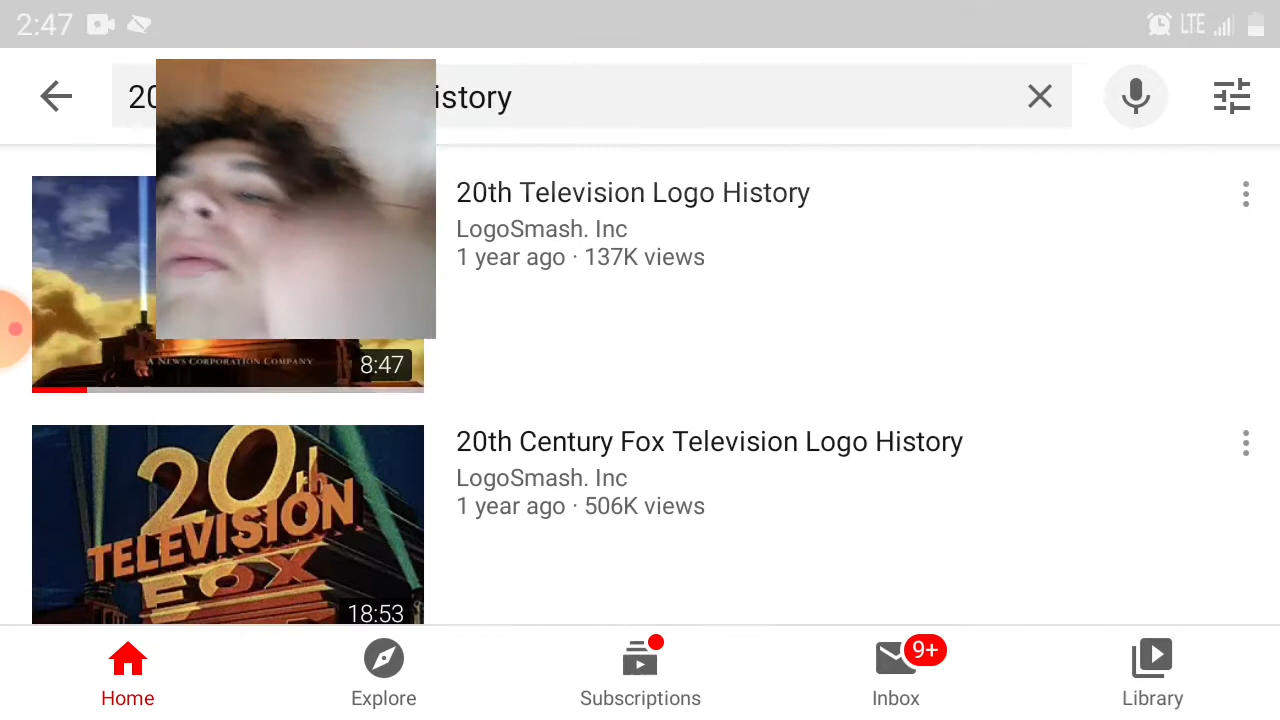 2:47 LTE
20 istory
20th Television Logo History
LogoSmash. Inc
1 year ago · 137K views
A NEWS CORPORATION COMPANY
8:47
20th Century Fox Television Logo History
LogoSmash. Inc
1 year ago · 506K views
20th
TELEVISION
FOX
18:53
9+
Home Explore Subscriptions Inbox Library